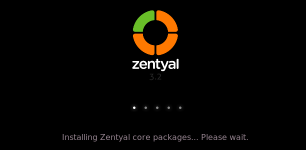 zentyal
3.2
Installing Zentyal core packages... Please wait.